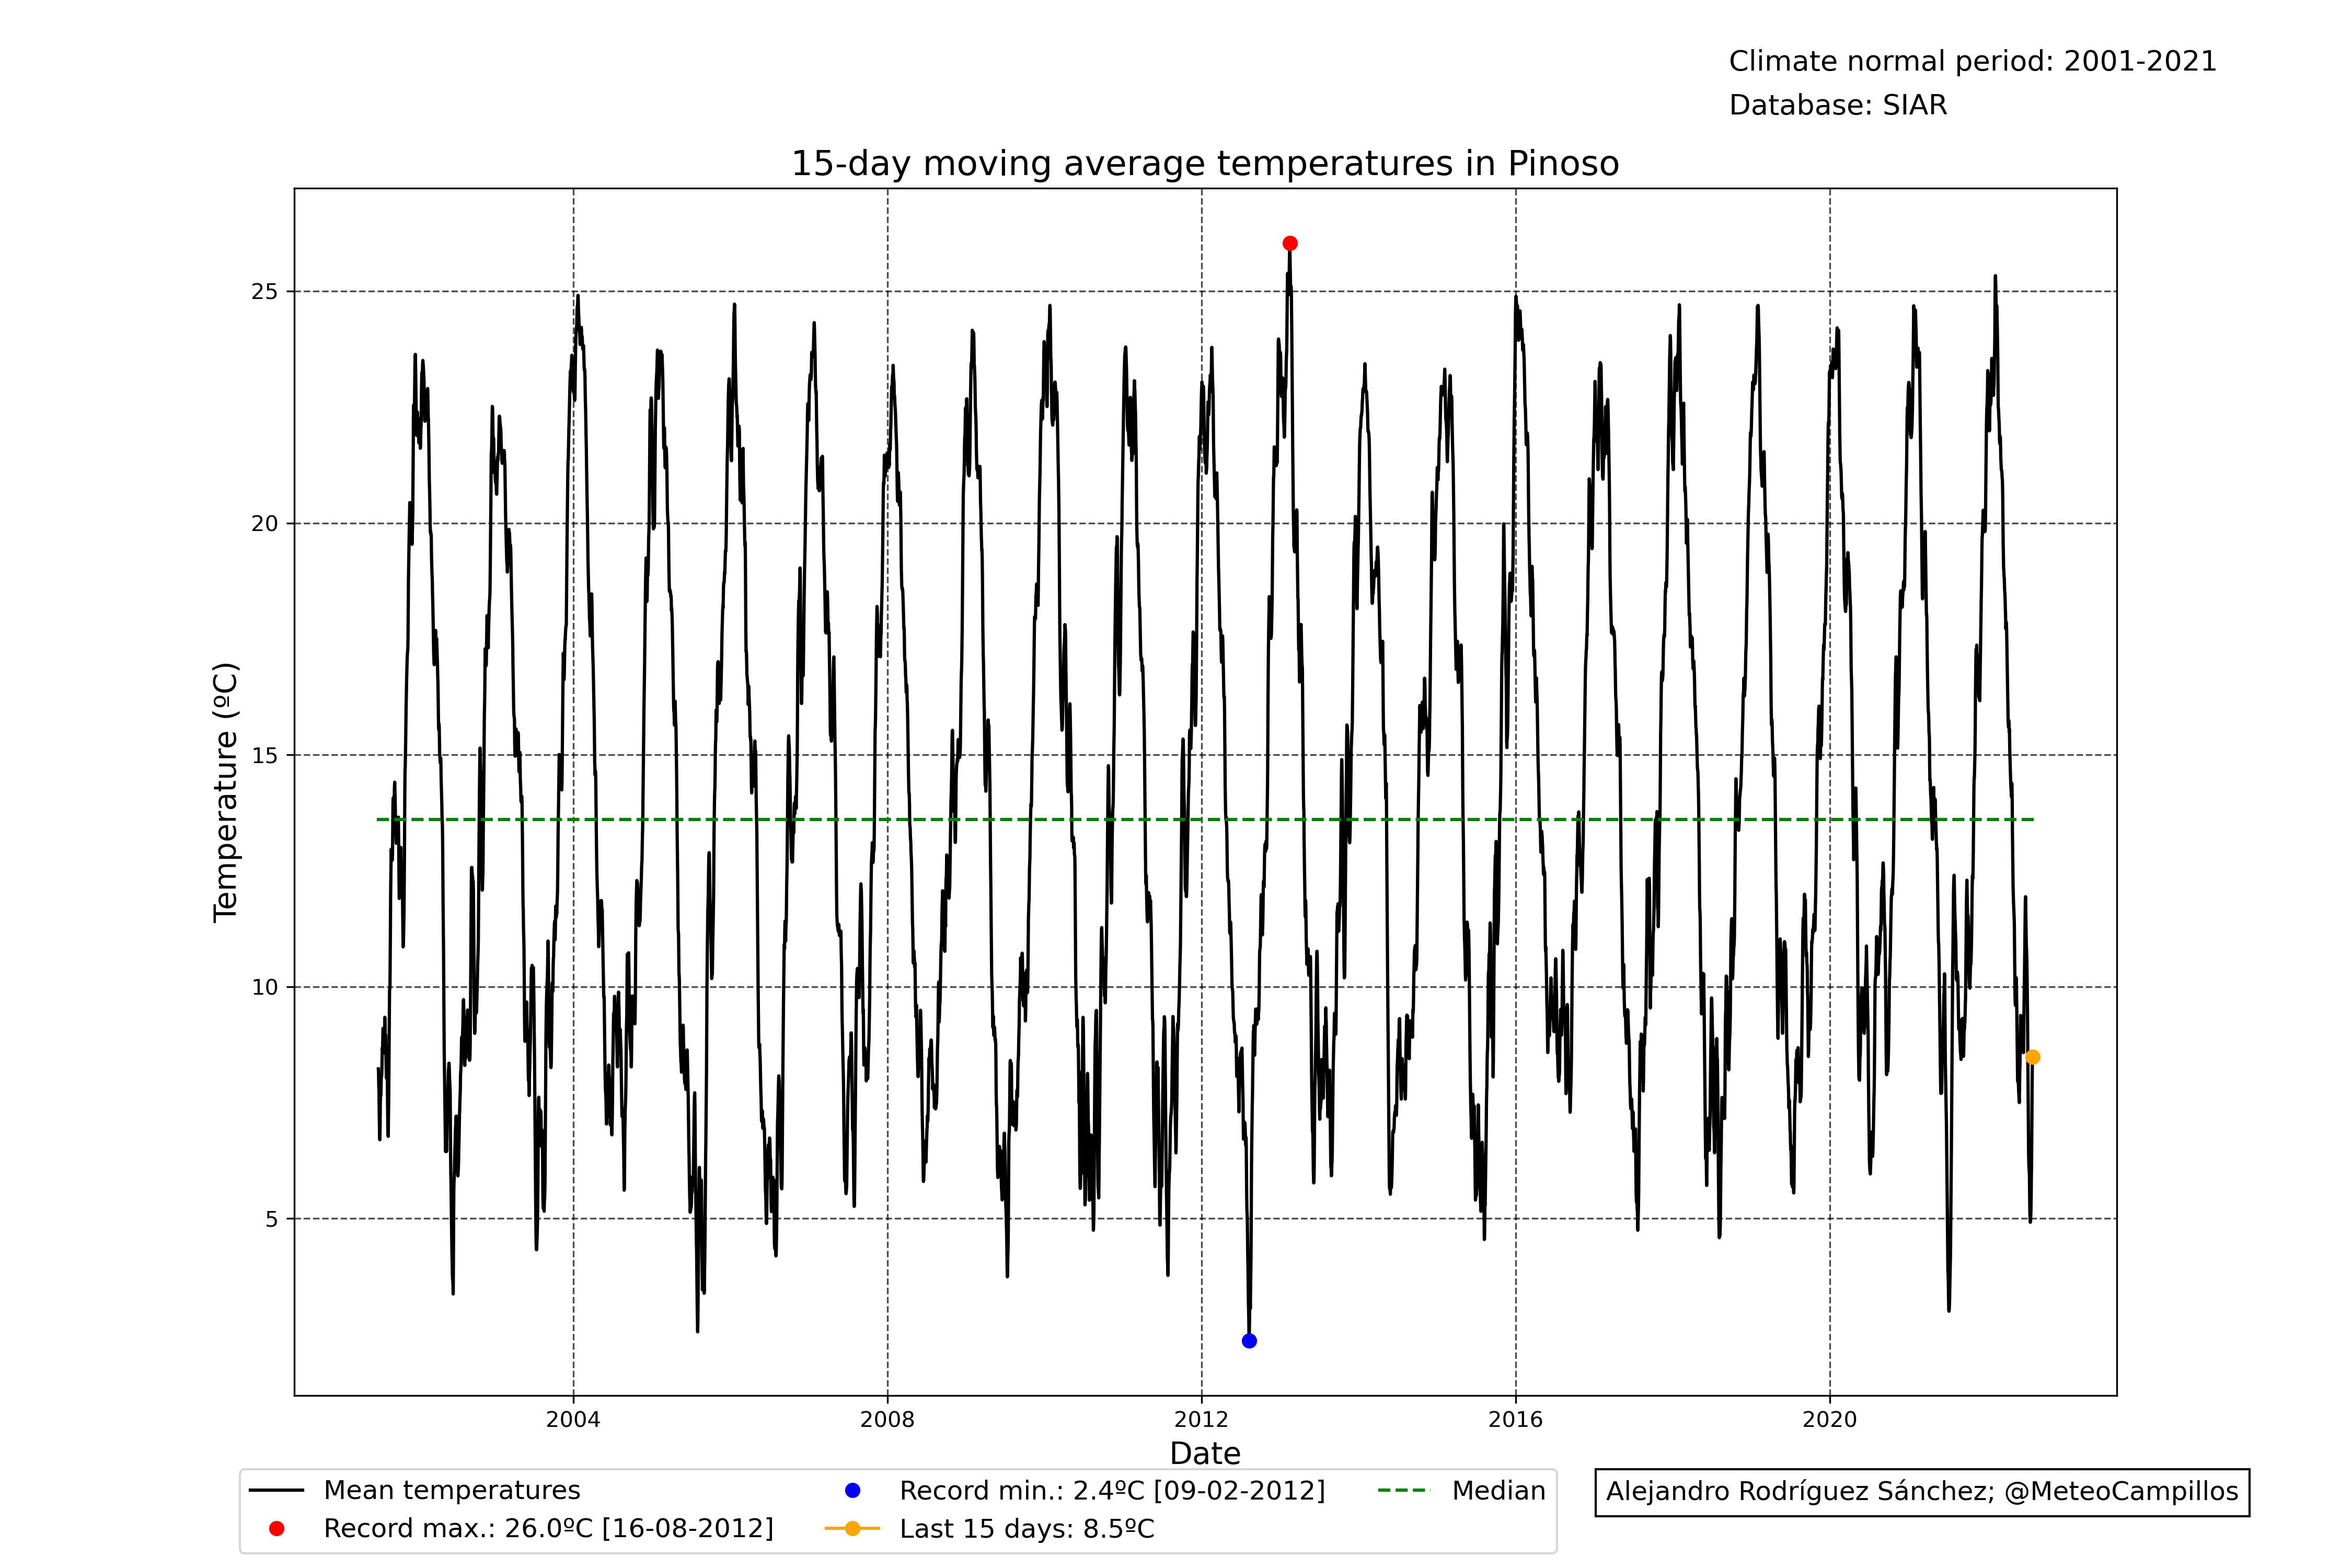 Climate normal period: 2001-2021
Database: SIAR
15-day moving average temperatures in Pinoso
25
20
15
10
5
Temperature (ºC)
2004
2008
2012
2016
2020
Date
Mean temperatures
Record max.: 26.0ºC [16-08-2012]
Record min.: 2.4ºC [09-02-2012]
Last 15 days: 8.5ºC
Median
Alejandro Rodríguez Sánchez; @MeteoCampillos